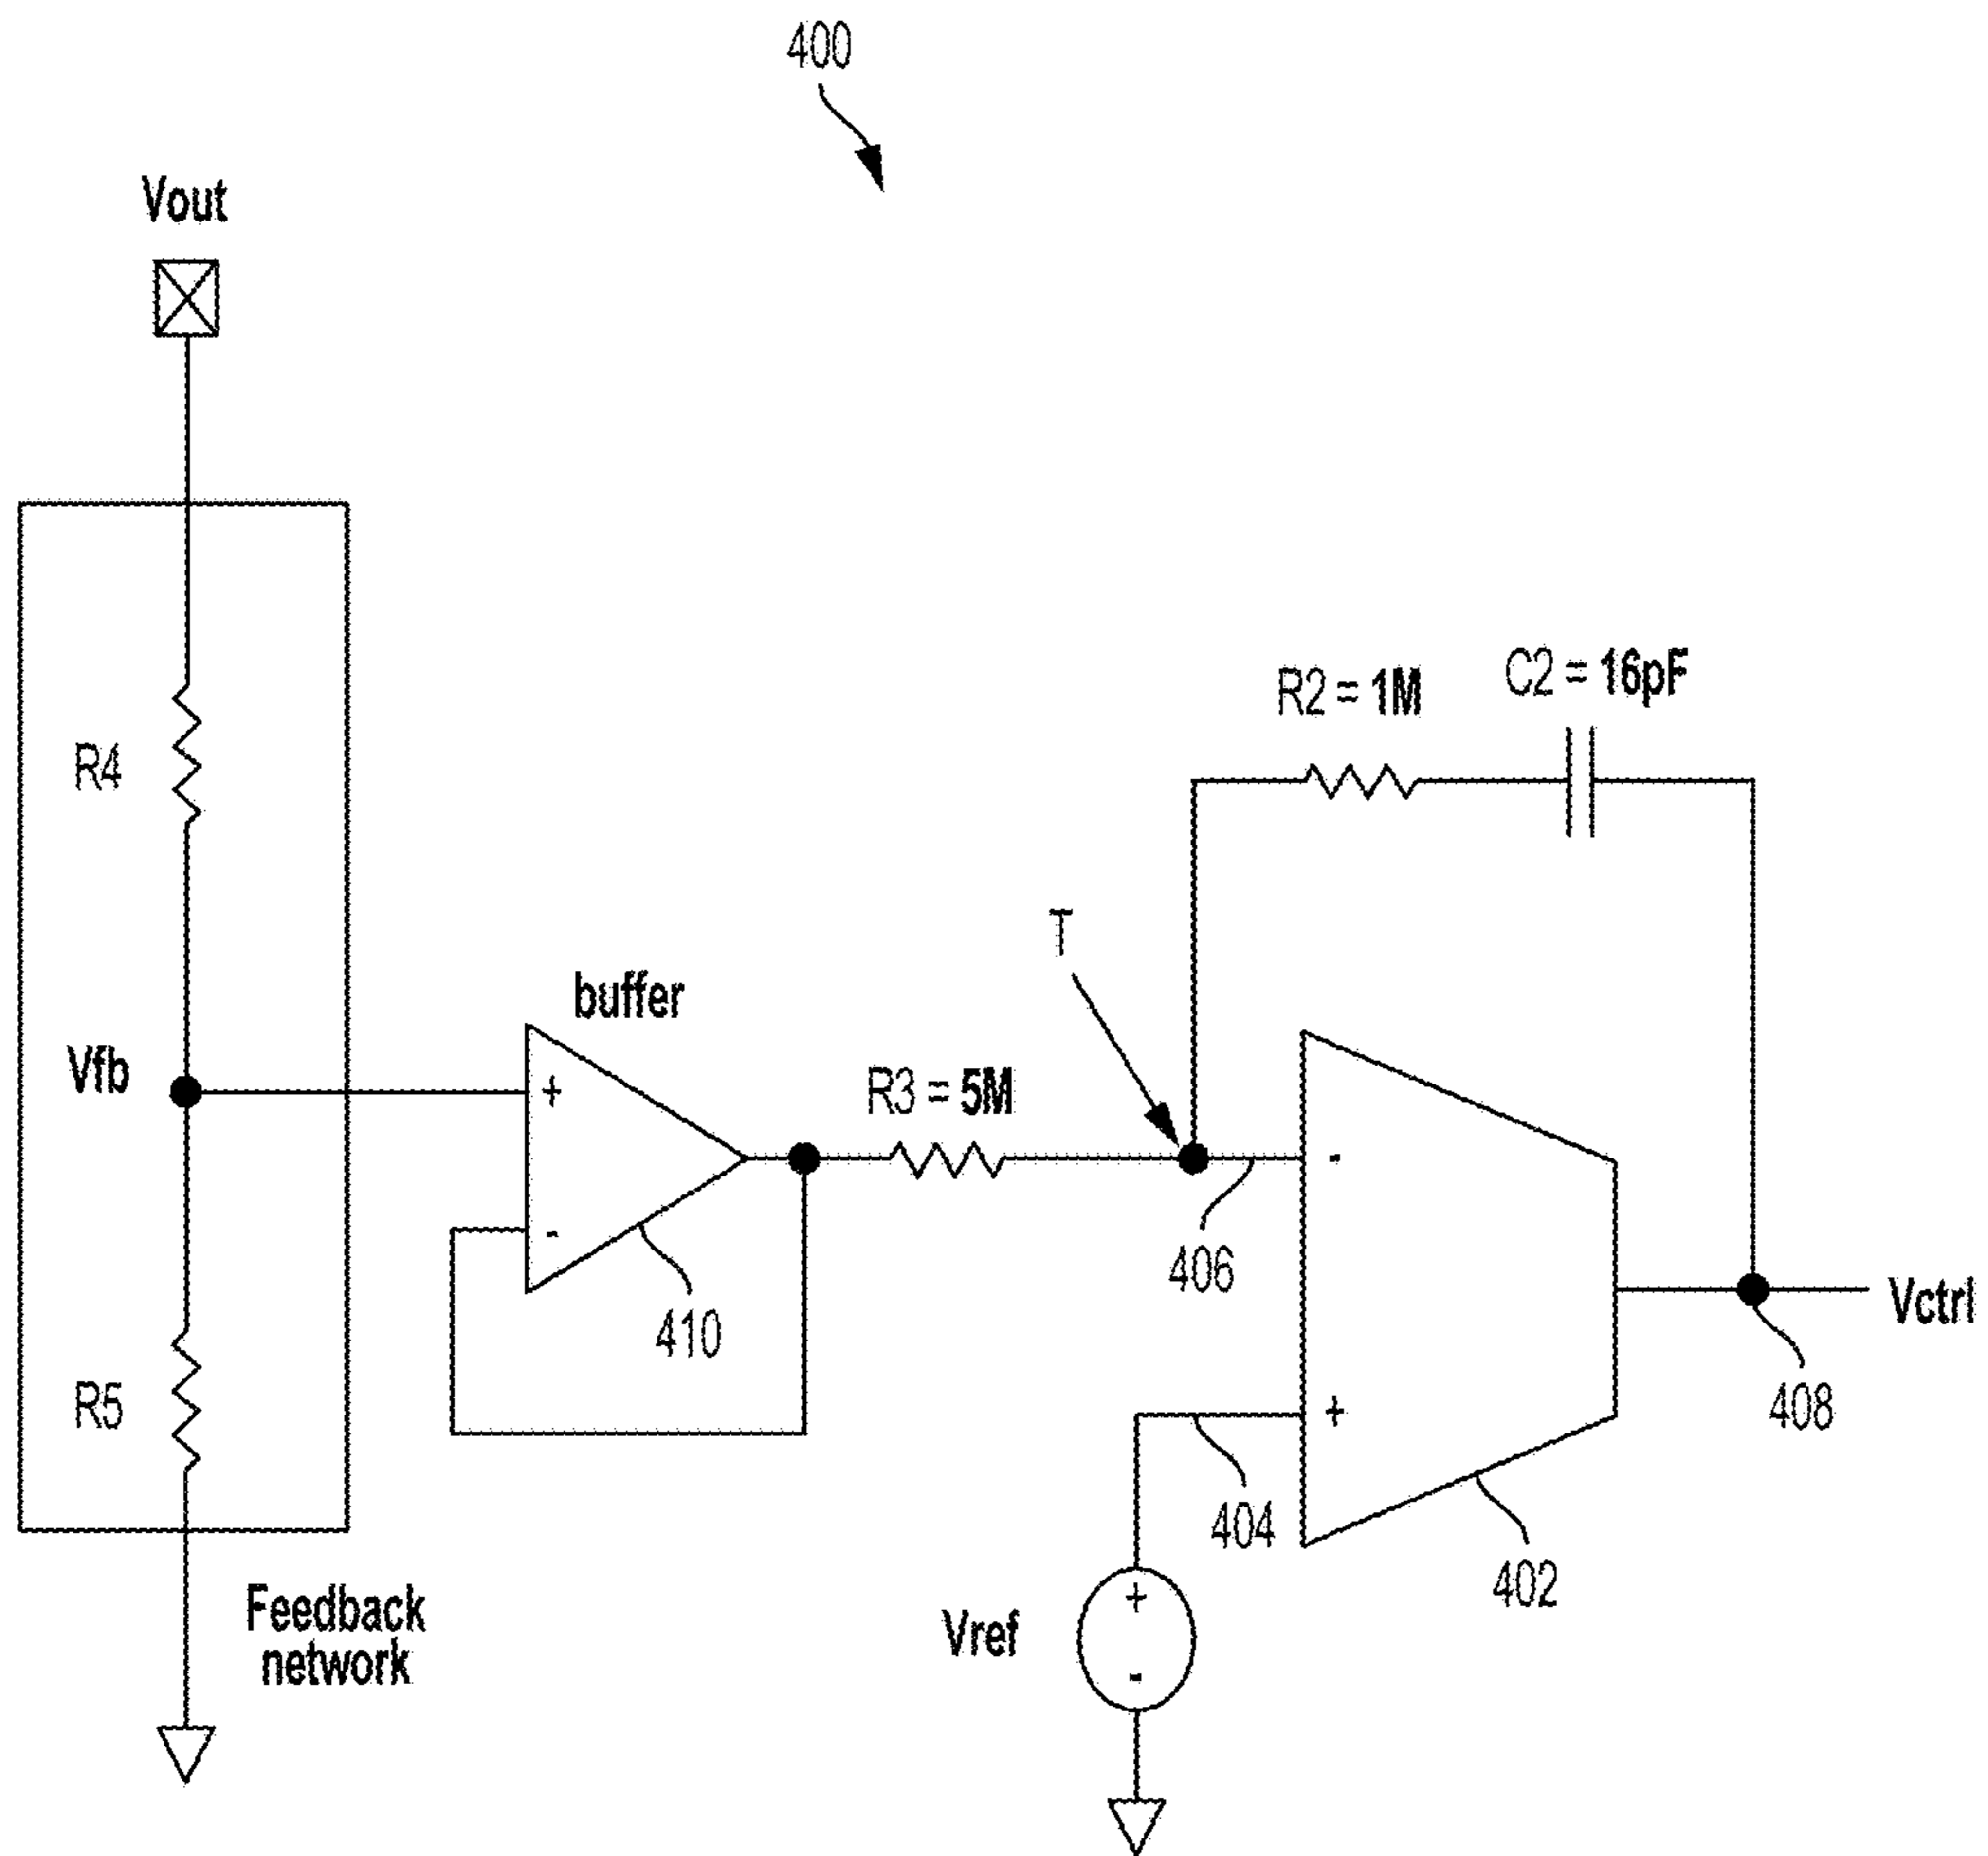 400
Vout
R2 = 1M
C2 = 16pF
R4
T
buffer
Vfb
R3 = 5M
+
-
-
406
410
Vctrl
R5
+
404
408
402
Feedback
network
Vref
+
-